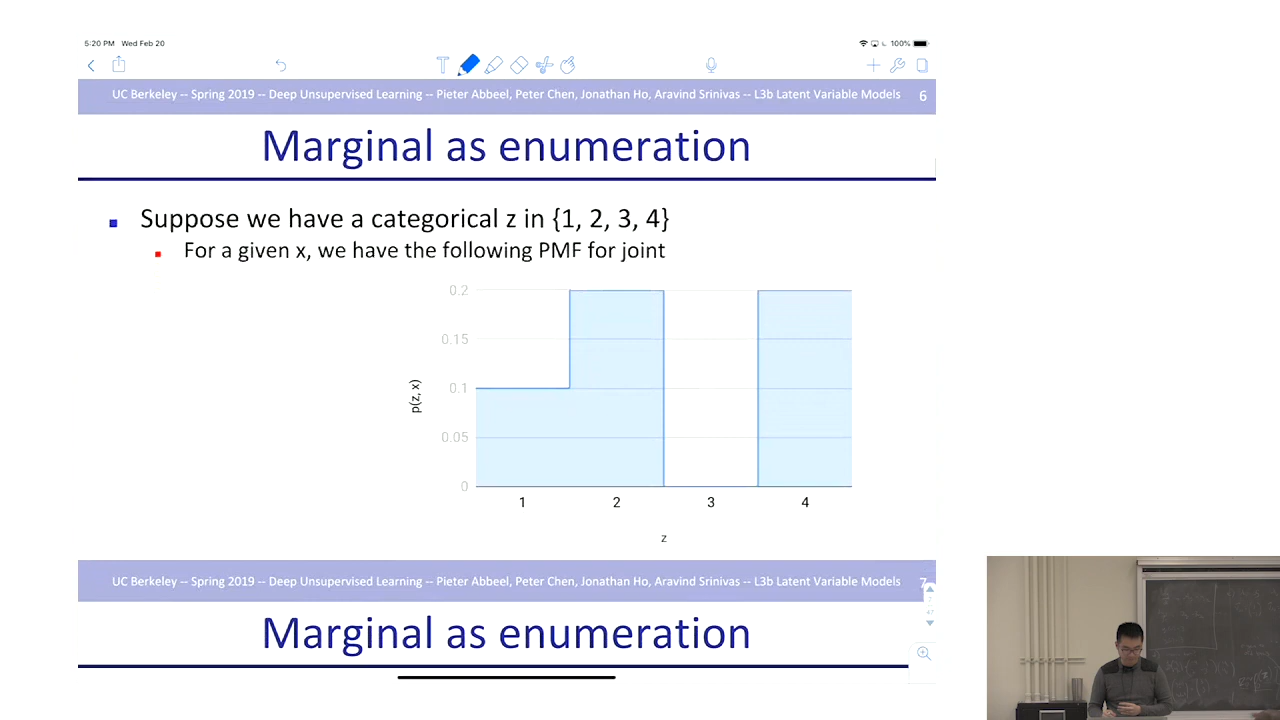 5:20 PM Wed Feb 20
100%
UC Berkeley -- Spring 2019 -- Deep Unsupervised Learning -- Pieter Abbeel, Peter Chen, Jonathan Ho, Aravind Srinivas -- L3b Latent Variable Models 6
Marginal as enumeration
Suppose we have a categorical z in {1, 2, 3, 4}
For a given x, we have the following PMF for joint
0.2
0.15
0.1
0.05
0
p(z, x)
1 2 3 4
z
UC Berkeley -- Spring 2019 -- Deep Unsupervised Learning -- Pieter Abbeel, Peter Chen, Jonathan Ho, Aravind Srinivas -- L3b Latent Variable Models 7
Marginal as enumeration